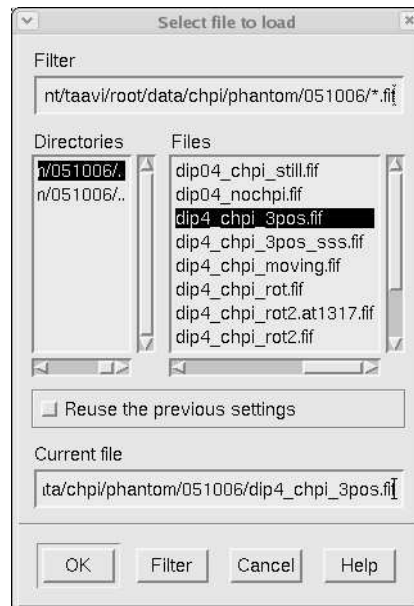 Select file to load
Filter
nt/taavi/root/data/chpi/phantom/051006/*.fif
Directories Files
n/051006/. dip04_chpi_still.fif
n/051006/.. dip04_nochpi.fif
dip4_chpi_3pos.fif
dip4_chpi_3pos_sss.fif
dip4_chpi_moving.fif
dip4_chpi_rot.fif
dip4_chpi_rot2.at1317.fif
dip4_chpi_rot2.fif
Reuse the previous settings
Current file
ata/chpi/phantom/051006/dip4_chpi_3pos.fif
OK Filter Cancel Help